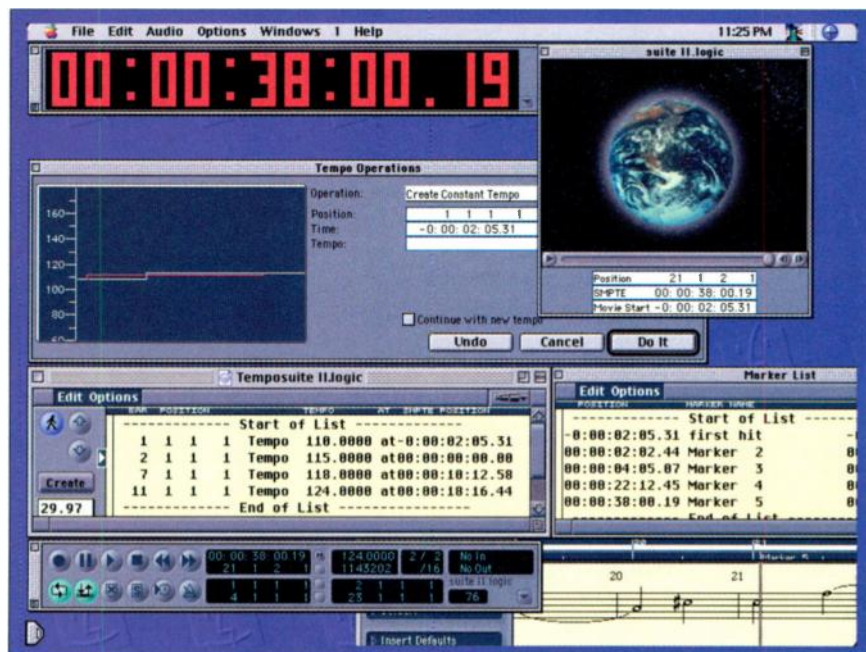 File Edit Audio Options Windows 1 Help 11:25 PM
00:00:38:00.19
suite II.logic
Tempo Operations
Operation: Create Constant Tempo
Position: 1 1 1 1
Time: -0: 00: 02: 05.31
Tempo:
160
140
120
100
80
60
Continue with new tempo
Undo Cancel Do It
Position 21 1 2 1
SMPTE 00: 00: 38: 00.19
Movie Start -0: 00: 02: 05.31
Temposuite II.logic
Edit Options
BAR POSITION TEMPO AT SMPTE POSITION
------------- Start of List --------------
1 1 1 1 Tempo 110.0000 at-0:00:02:05.31
2 1 1 1 Tempo 115.0000 at00:00:00:00.00
7 1 1 1 Tempo 118.0000 at00:00:10:12.58
11 1 1 1 Tempo 124.0000 at00:00:18:16.44
------------- End of List --------------
Create
29.97
Marker List
Edit Options
POSITION MARKER NAME
------------ Start of List ------
-0:00:02:05.31 first hit
00:00:02:02.44 Marker 2
00:00:04:05.07 Marker 3
00:00:22:12.45 Marker 4
00:00:38:00.19 Marker 5
------------ End of List ------
00: 00: 38: 00.19
21 1 2 1
124.0000
1143202
2 / 2
/16
No In
No Out
1 1 1 1
4 1 1 1
2 1 1 1
23 1 1 1
suite II.logic
76
20 21
Marker 5
20 21
Insert Defaults